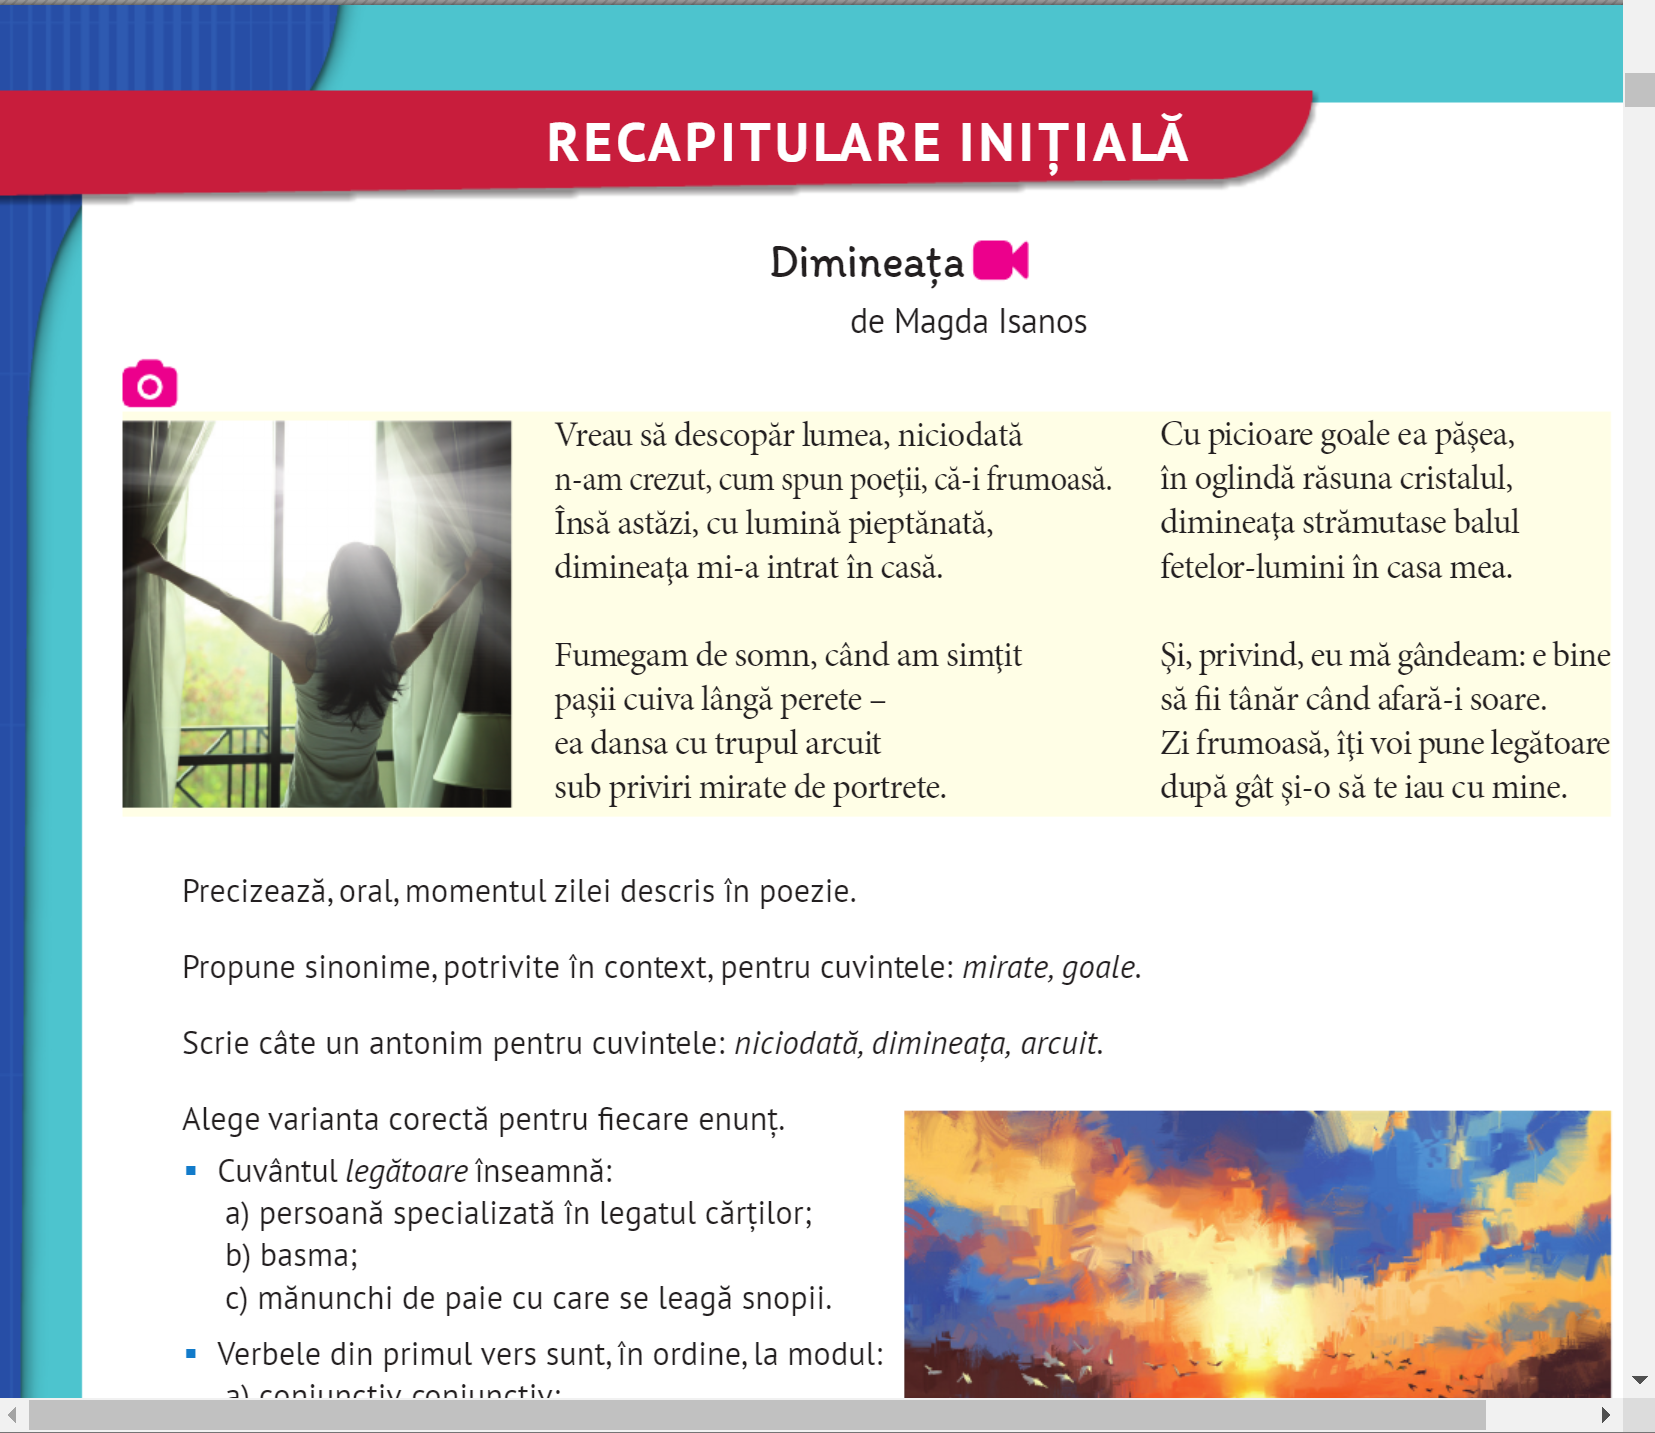 RECAPITULARE INIȚIALĂ
Dimineața
de Magda Isanos
Vreau să descopăr lumea, niciodată
n-am crezut, cum spun poeţii, că-i frumoasă.
Însă astăzi, cu lumină pieptănată,
dimineaţa mi-a intrat în casă.
Fumegam de somn, când am simţit
paşii cuiva lângă perete –
ea dansa cu trupul arcuit
sub priviri mirate de portrete.
Cu picioare goale ea păşea,
în oglindă răsuna cristalul,
dimineaţa strămutase balul
fetelor-lumini în casa mea.
Şi, privind, eu mă gândeam: e bine
să fii tânăr când afară-i soare.
Zi frumoasă, îţi voi pune legătoare
după gât şi-o să te iau cu mine.
Precizează, oral, momentul zilei descris în poezie.
Propune sinonime, potrivite în context, pentru cuvintele: mirate, goale.
Scrie câte un antonim pentru cuvintele: niciodată, dimineața, arcuit.
Alege varianta corectă pentru fiecare enunț.
▪ Cuvântul legătoare înseamnă:
a) persoană specializată în legatul cărților;
b) basma;
c) mănunchi de paie cu care se leagă snopii.
▪ Verbele din primul vers sunt, în ordine, la modul:
a) conjunctiv, conjunctiv;